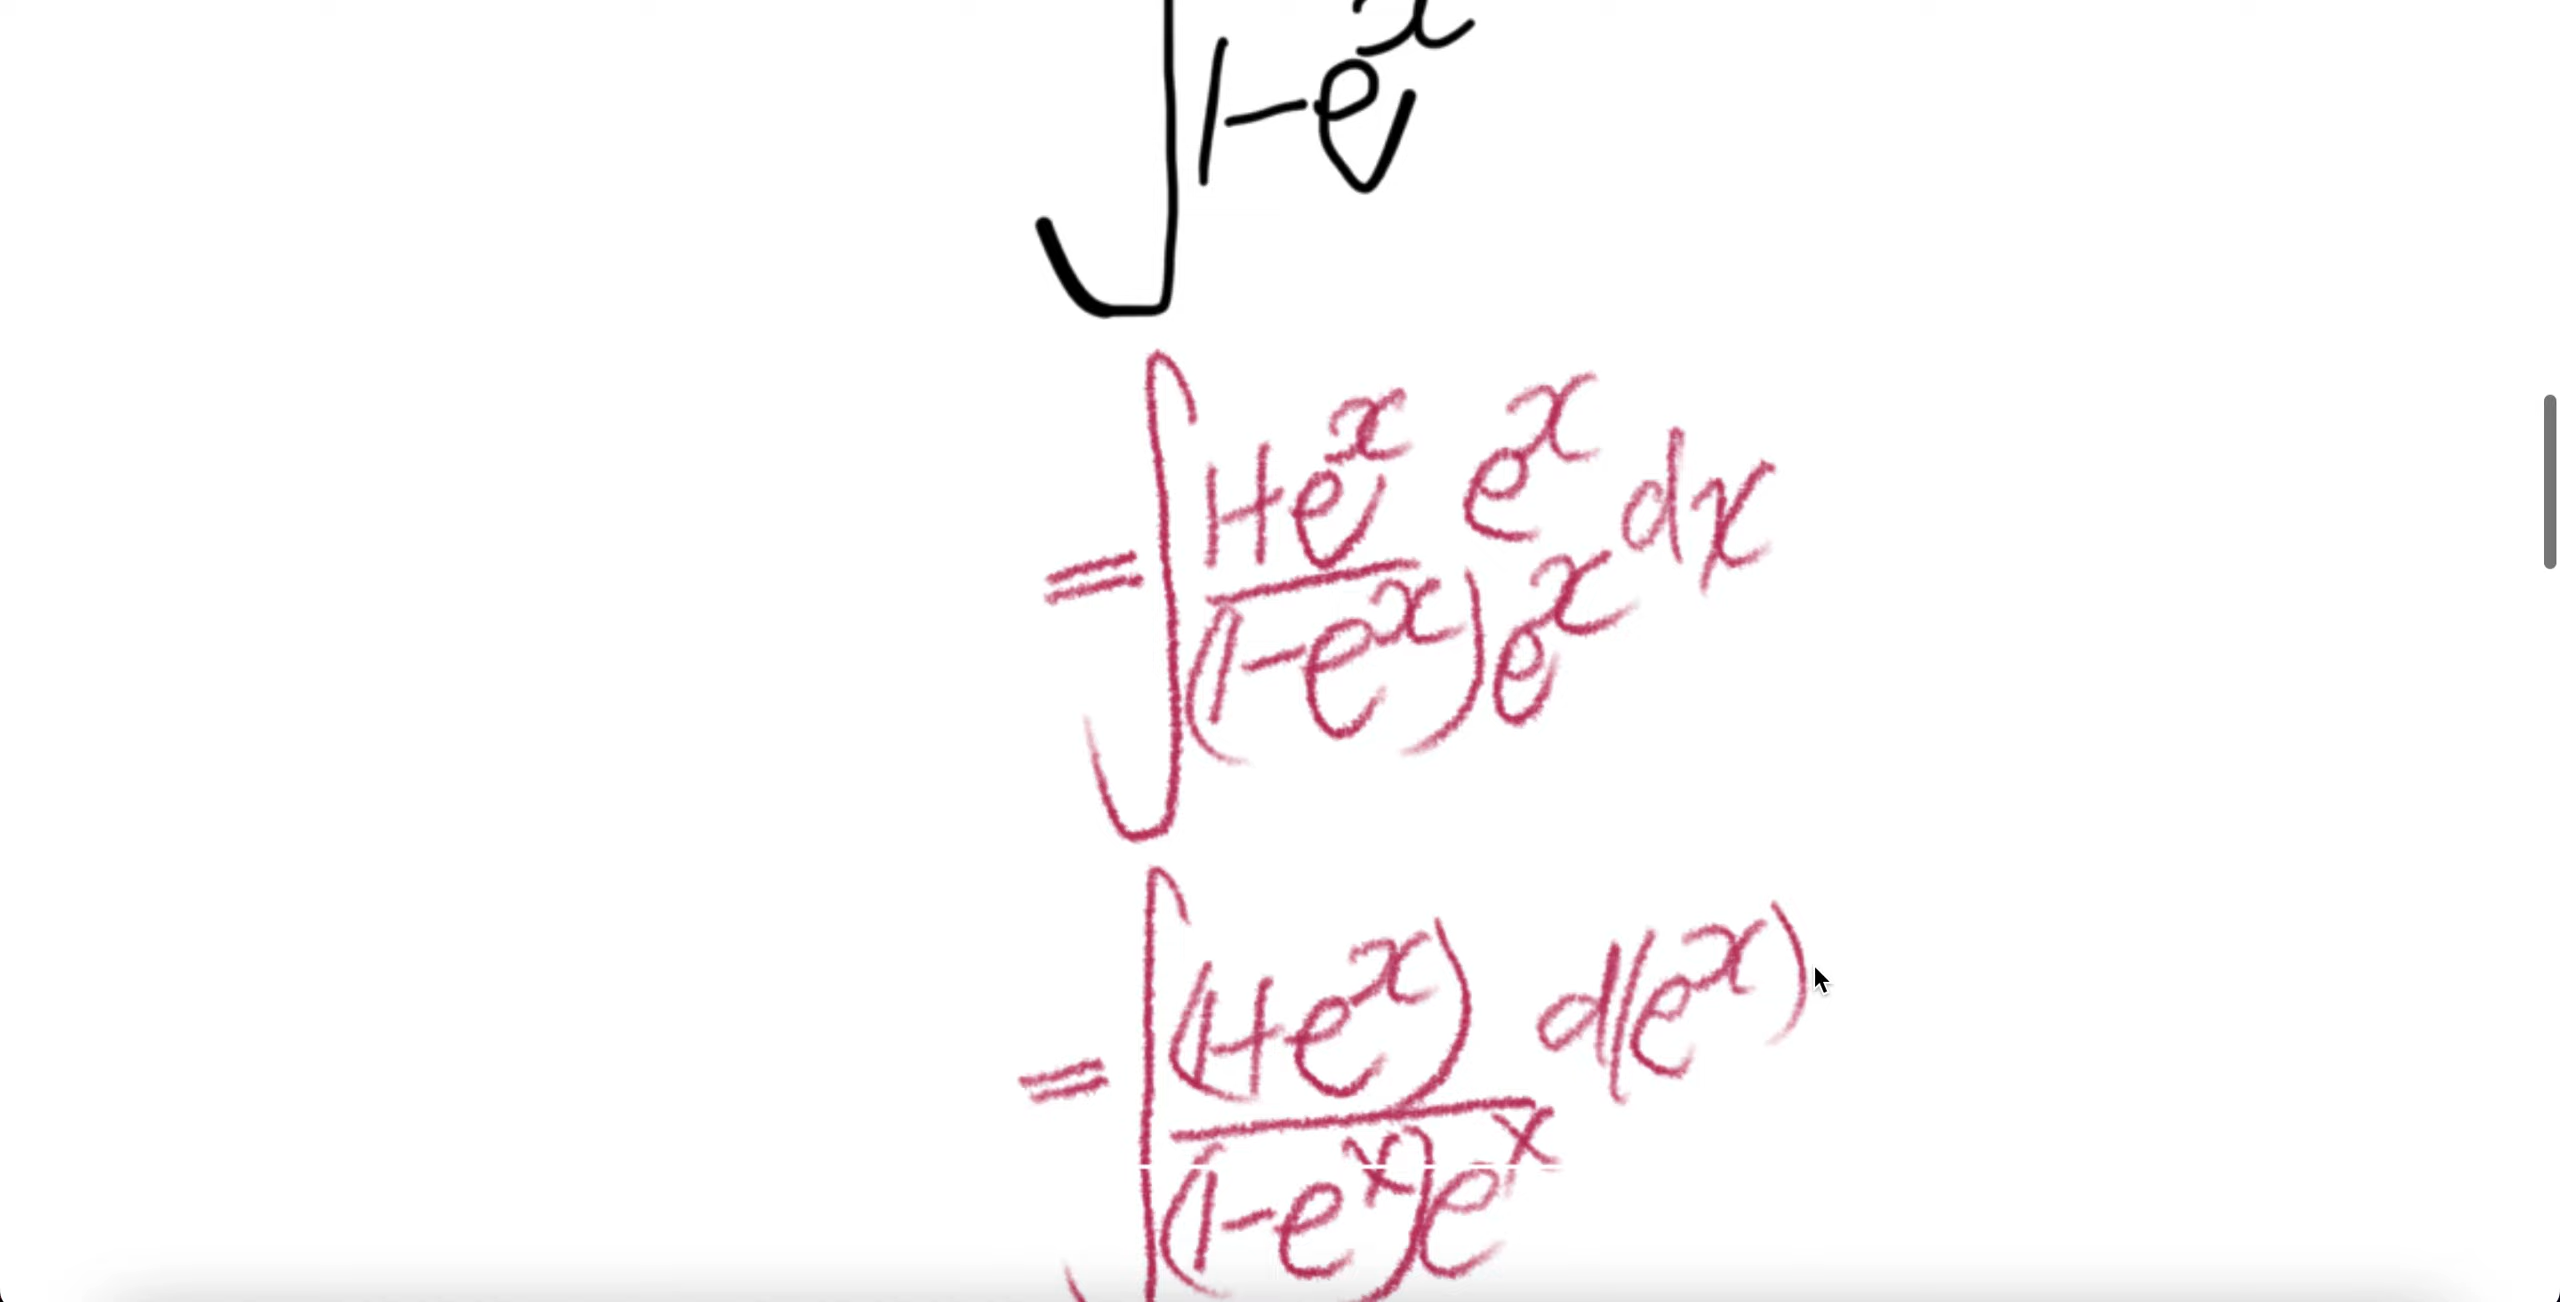 ∫ 1-e^x
= ∫ (1+e^x) e^x dx / ((1-e^x)e^x)
= ∫ (1+e^x) d(e^x) / ((1-e^x)e^x)